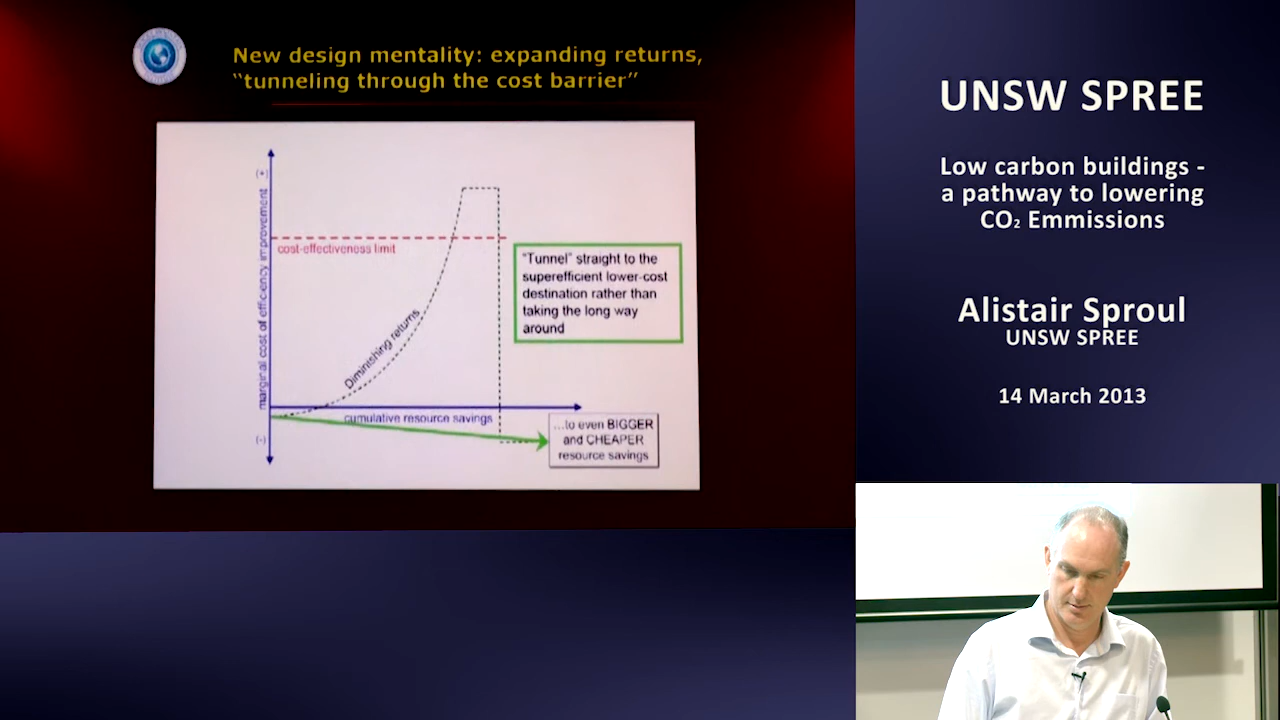 New design mentality: expanding returns,
“tunneling through the cost barrier”
(+)
marginal cost of efficiency improvement
cost-effectiveness limit
Diminishing returns
"Tunnel" straight to the
superefficient lower-cost
destination rather than
taking the long way
around
cumulative resource savings
(-)
...to even BIGGER
and CHEAPER
resource savings
UNSW SPREE
Low carbon buildings -
a pathway to lowering
CO₂ Emmissions
Alistair Sproul
UNSW SPREE
14 March 2013